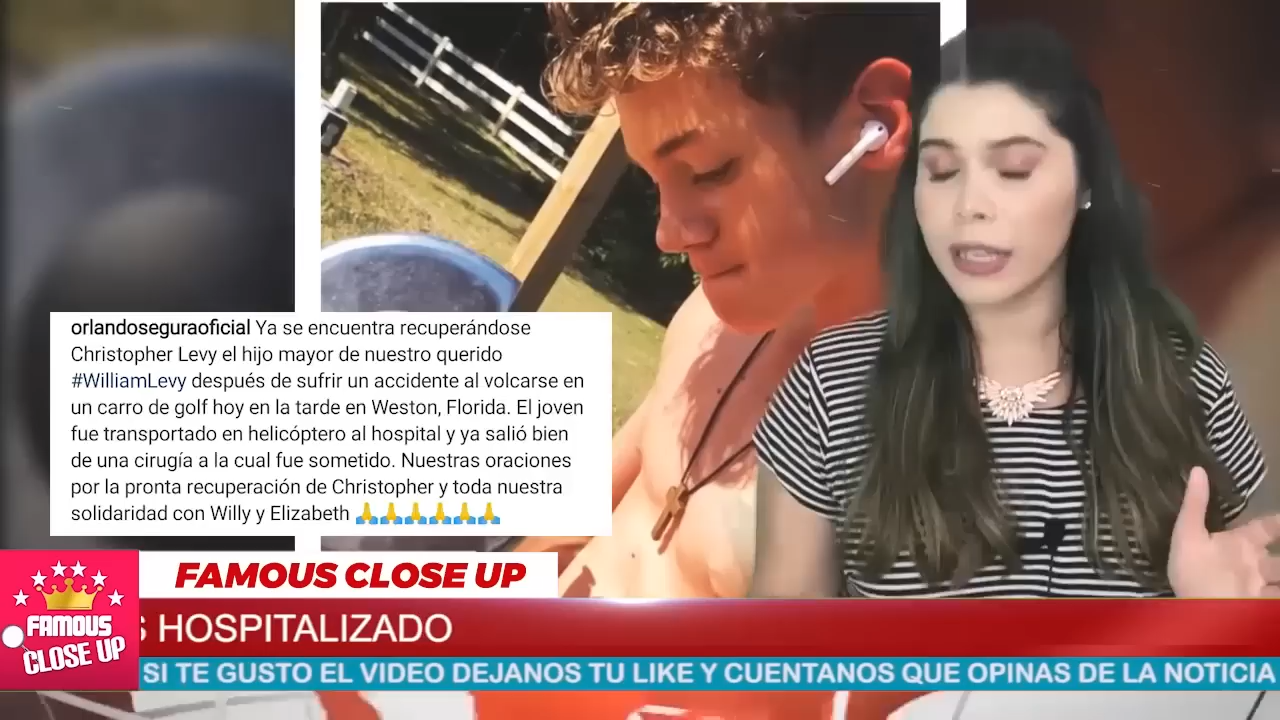 orlandoseguraoficial Ya se encuentra recuperándose
Christopher Levy el hijo mayor de nuestro querido
#WilliamLevy después de sufrir un accidente al volcarse en
un carro de golf hoy en la tarde en Weston, Florida. El joven
fue transportado en helicóptero al hospital y ya salió bien
de una cirugía a la cual fue sometido. Nuestras oraciones
por la pronta recuperación de Christopher y toda nuestra
solidaridad con Willy y Elizabeth 🙏🙏🙏🙏🙏🙏
FAMOUS CLOSE UP
FAMOUS
CLOSE UP
S HOSPITALIZADO
SI TE GUSTO EL VIDEO DEJANOS TU LIKE Y CUENTANOS QUE OPINAS DE LA NOTICIA